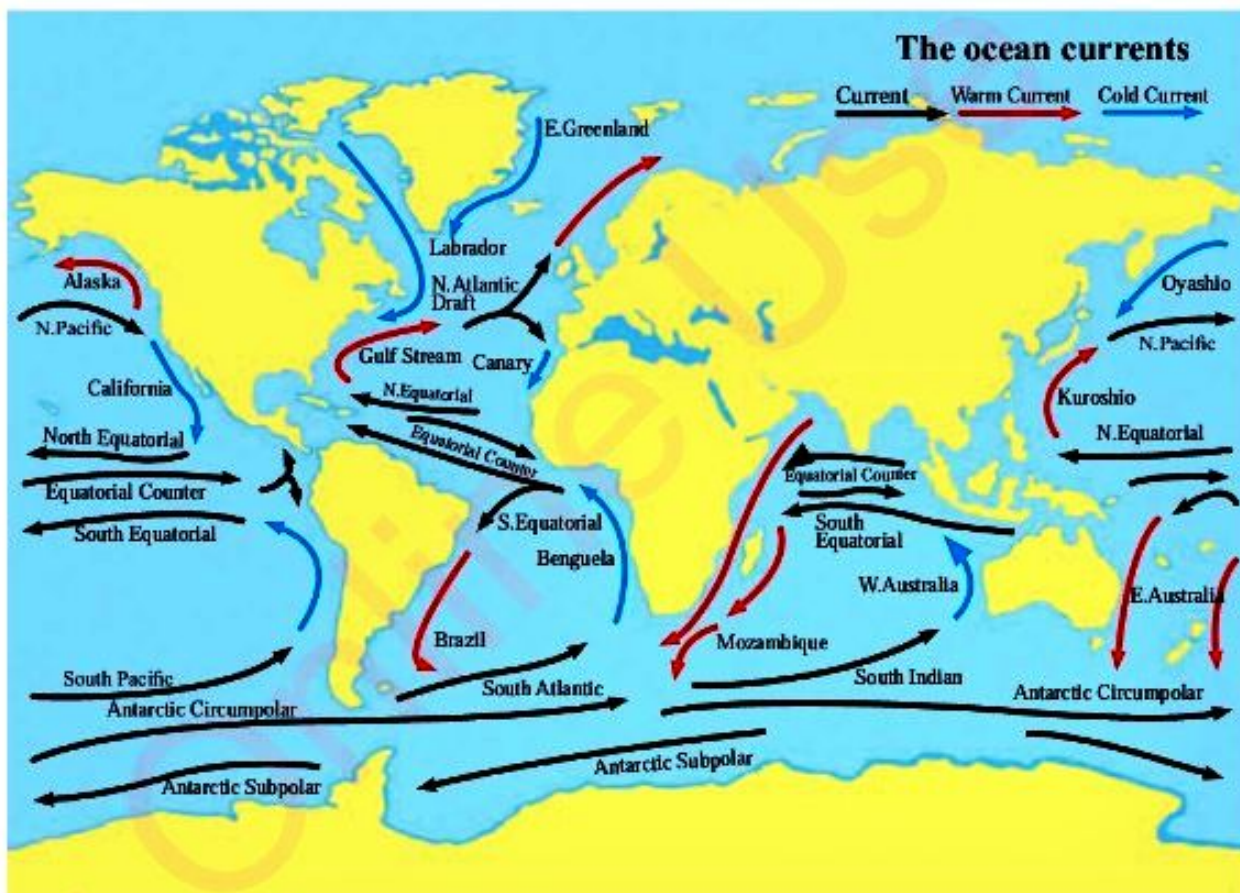 The ocean currents
Current
Warm Current
Cold Current
E.Greenland
Labrador
Alaska
N.Atlantic
Draft
Oyashio
N.Pacific
N.Pacific
Gulf Stream
Canary
California
N.Equatorial
Kuroshio
North Equatorial
Equatorial Counter
N.Equatorial
Equatorial Counter
Equatorial Counter
South Equatorial
S.Equatorial
South
Equatorial
Benguela
W.Australia
E.Australia
Brazil
Mozambique
South Pacific
South Atlantic
South Indian
Antarctic Circumpolar
Antarctic Circumpolar
Antarctic Subpolar
Antarctic Subpolar